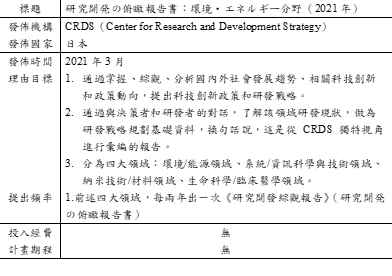 標題 研究開発の俯瞰報告書：環境・エネルギー分野（2021年）
發佈機構 CRDS（Center for Research and Development Strategy）
發佈國家 日本
發佈時間 2021年3月
理由目標 1. 通過掌握、綜觀、分析國內外社會發展趨勢、相關科技創新
和政策動向，提出科技創新政策和研發戰略。
2. 通過與決策者和研發者的對話，了解該領域研發現狀，做為
研發戰略規劃基礎資料，換句話說，這是從 CRDS 獨特視角
進行彙編的報告。
3. 分為四大領域：環境/能源領域、系統/資訊科學與技術領域、
納米技術/材料領域、生命科學/臨床醫學領域。
提出頻率 1.前述四大領域，每兩年出一次《研究開發綜觀報告》（研究開発
の俯瞰報告書）
投入經費 無
計畫期程 無